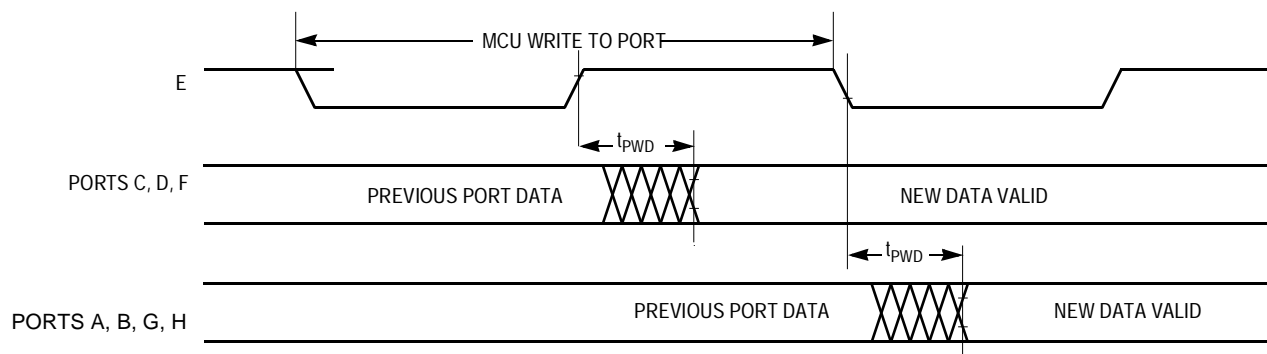 MCU WRITE TO PORT
E
tPWD
PORTS C, D, F
PREVIOUS PORT DATA NEW DATA VALID
tPWD
PORTS A, B, G, H
PREVIOUS PORT DATA NEW DATA VALID